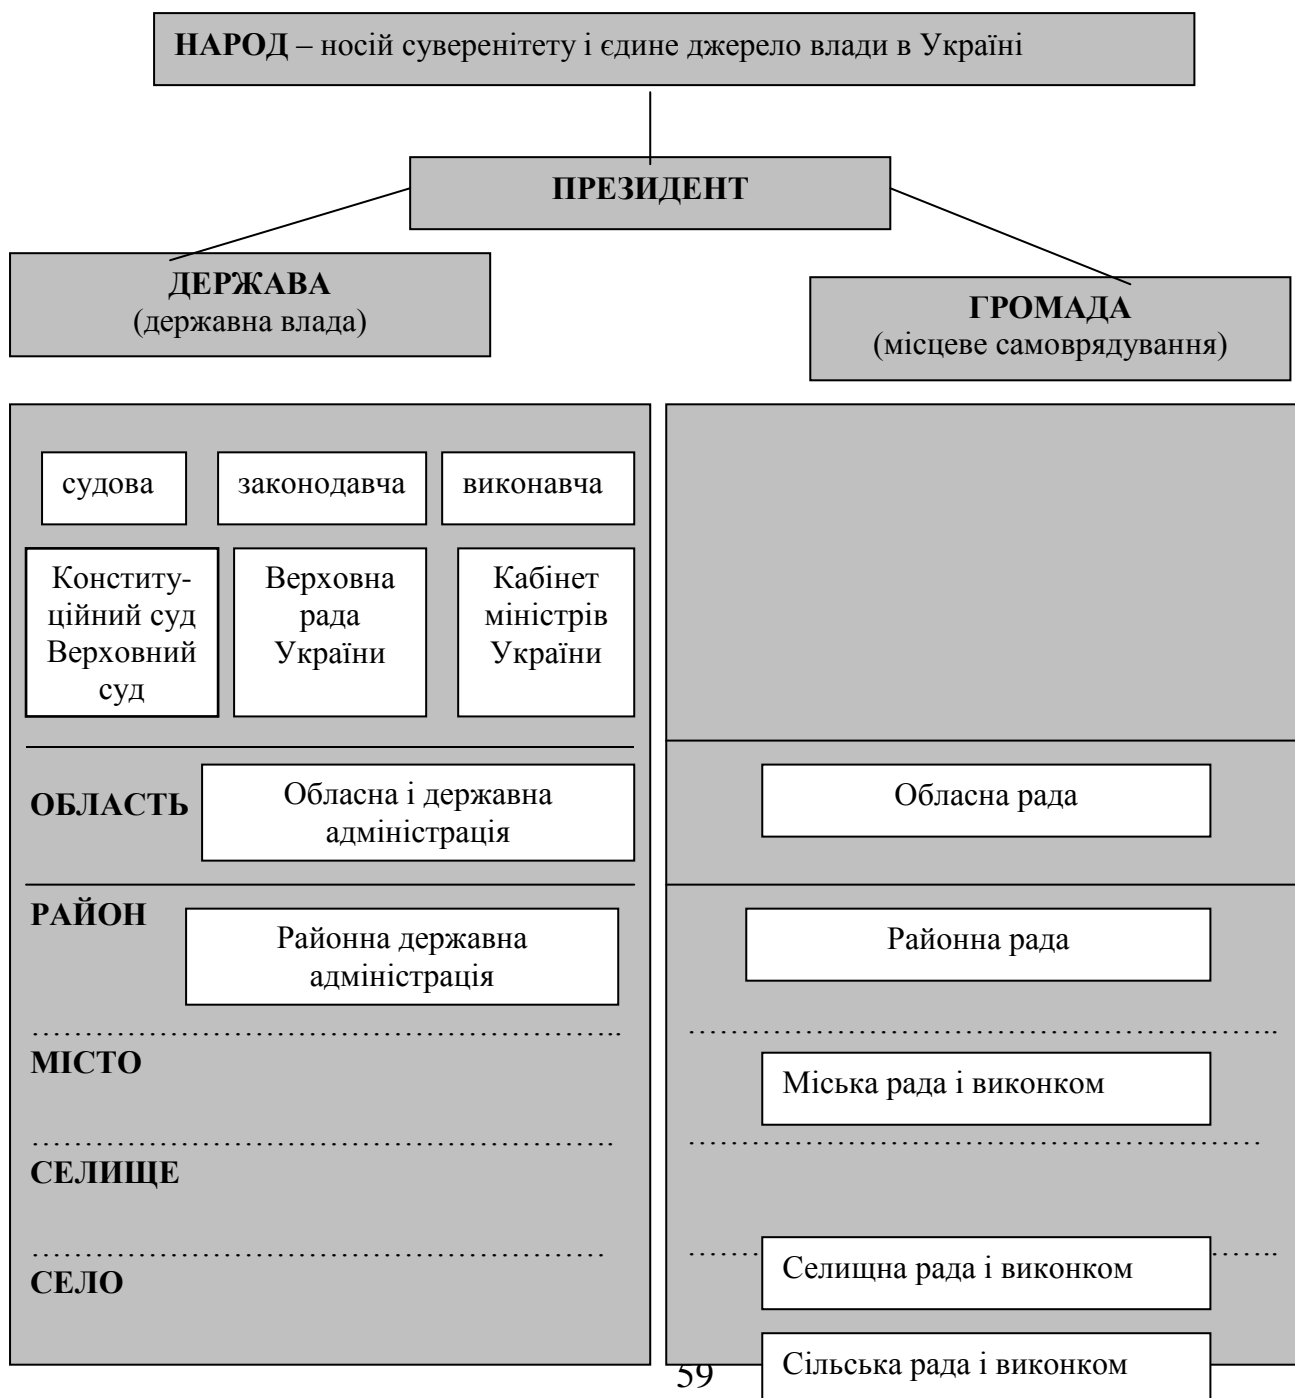 НАРОД – носій суверенітету і єдине джерело влади в Україні
ПРЕЗИДЕНТ
ДЕРЖАВА
(державна влада)
ГРОМАДА
(місцеве самоврядування)
судова
законодавча
виконавча
Конститу-
ційний суд
Верховний
суд
Верховна
рада
України
Кабінет
міністрів
України
ОБЛАСТЬ
Обласна і державна
адміністрація
Обласна рада
РАЙОН
Районна державна
адміністрація
Районна рада
МІСТО
Міська рада і виконком
СЕЛИЩЕ
Селищна рада і виконком
СЕЛО
Сільська рада і виконком
59